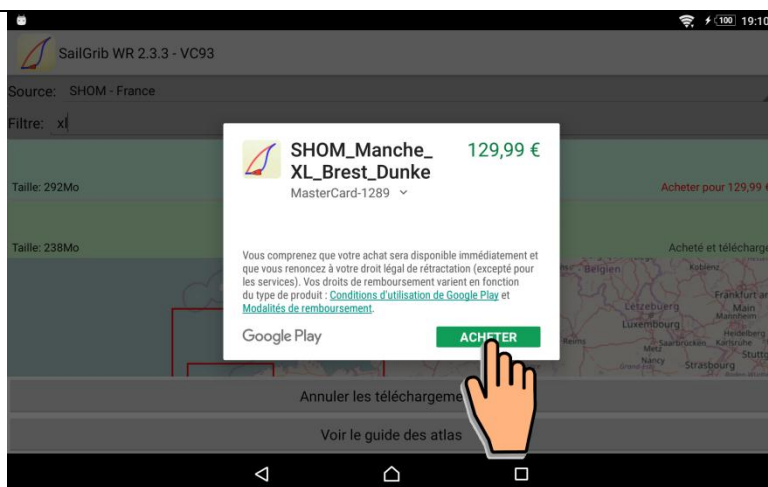 100 19:10
SailGrib WR 2.3.3 - VC93
Source: SHOM - France
Filtre: xl
SHOM_Manche_
XL_Brest_Dunke
129,99 €
MasterCard-1289
Taille: 292Mo
Acheter pour 129,99 €
Taille: 238Mo
Acheté et télécharge
Vous comprenez que votre achat sera disponible immédiatement et
que vous renoncez à votre droit légal de rétractation (excepté pour
les services). Vos droits de remboursement varient en fonction
du type de produit : Conditions d'utilisation de Google Play et
Modalités de remboursement.
Google Play
ACHETER
Belgien
Koblenz
Frankfurt am
Main
Lëtzebuerg
Mannheim
Luxembourg
Heidelberg
Reims
Metz
Saarbrücken
Karlsruhe
Stuttg
Nancy
Strasbourg
Grand-Est
Baden-Württe
Annuler les téléchargeme
Voir le guide des atlas